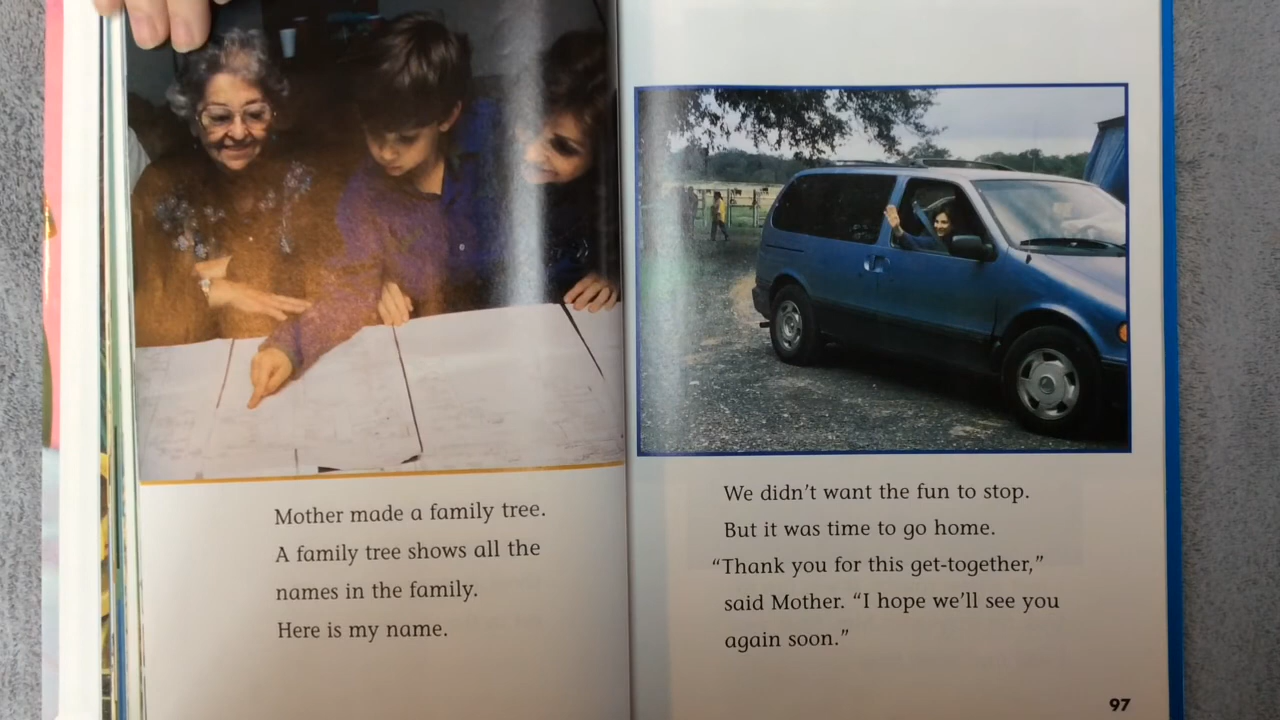 Mother made a family tree.
A family tree shows all the
names in the family.
Here is my name.
We didn't want the fun to stop.
But it was time to go home.
“Thank you for this get-together,”
said Mother. “I hope we'll see you
again soon.”
97